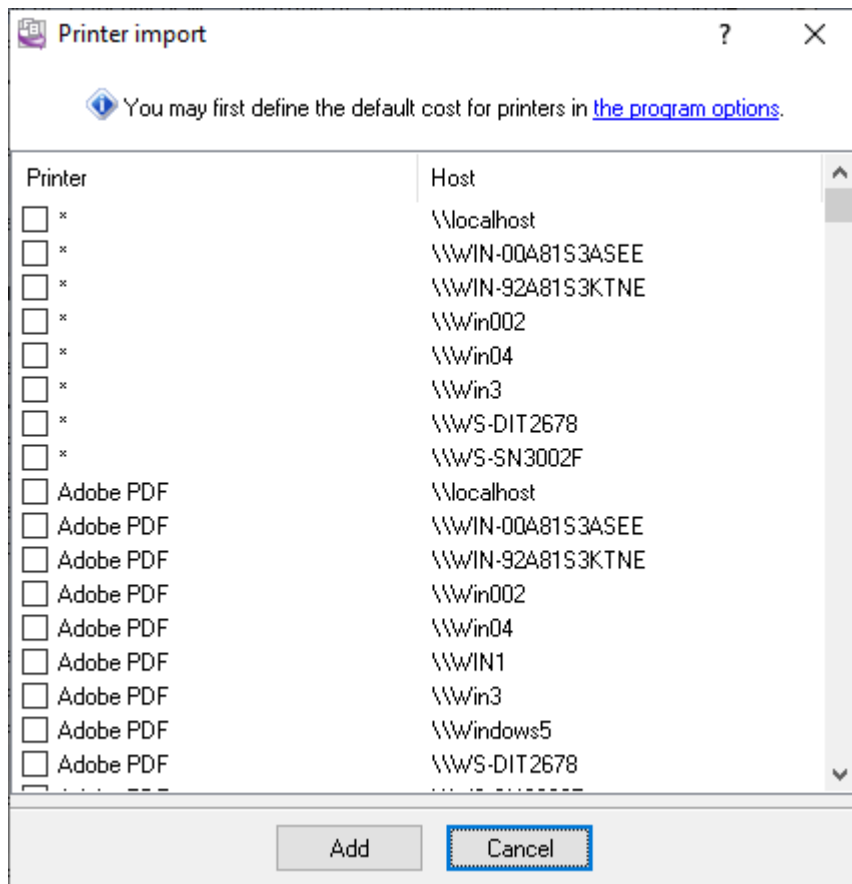 Printer import
You may first define the default cost for printers in the program options.
Printer Host
* \\localhost
* \\WIN-00A81S3ASEE
* \\WIN-92A81S3KTNE
* \\Win002
* \\Win04
* \\Win3
* \\WS-DIT2678
* \\WS-SN3002F
Adobe PDF \\localhost
Adobe PDF \\WIN-00A81S3ASEE
Adobe PDF \\WIN-92A81S3KTNE
Adobe PDF \\Win002
Adobe PDF \\Win04
Adobe PDF \\WIN1
Adobe PDF \\Win3
Adobe PDF \\Windows5
Adobe PDF \\WS-DIT2678
Add Cancel